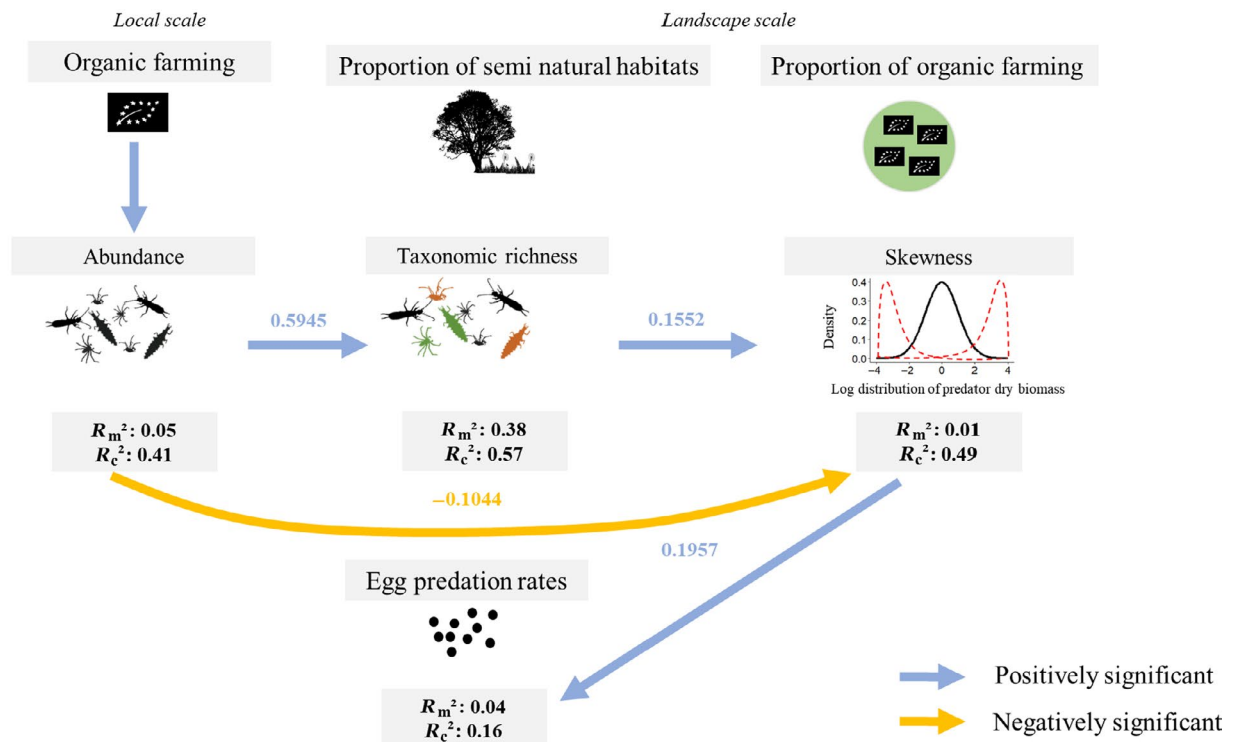 Local scale
Landscape scale
Organic farming
Proportion of semi natural habitats
Proportion of organic farming
Abundance
Taxonomic richness
Skewness
0.5945
0.1552
Density
0.4
0.3
0.2
0.1
0.0
−4 −2 0 2 4
Log distribution of predator dry biomass
Rm²: 0.05
Rc²: 0.41
Rm²: 0.38
Rc²: 0.57
Rm²: 0.01
Rc²: 0.49
−0.1044
0.1957
Egg predation rates
Rm²: 0.04
Rc²: 0.16
Positively significant
Negatively significant